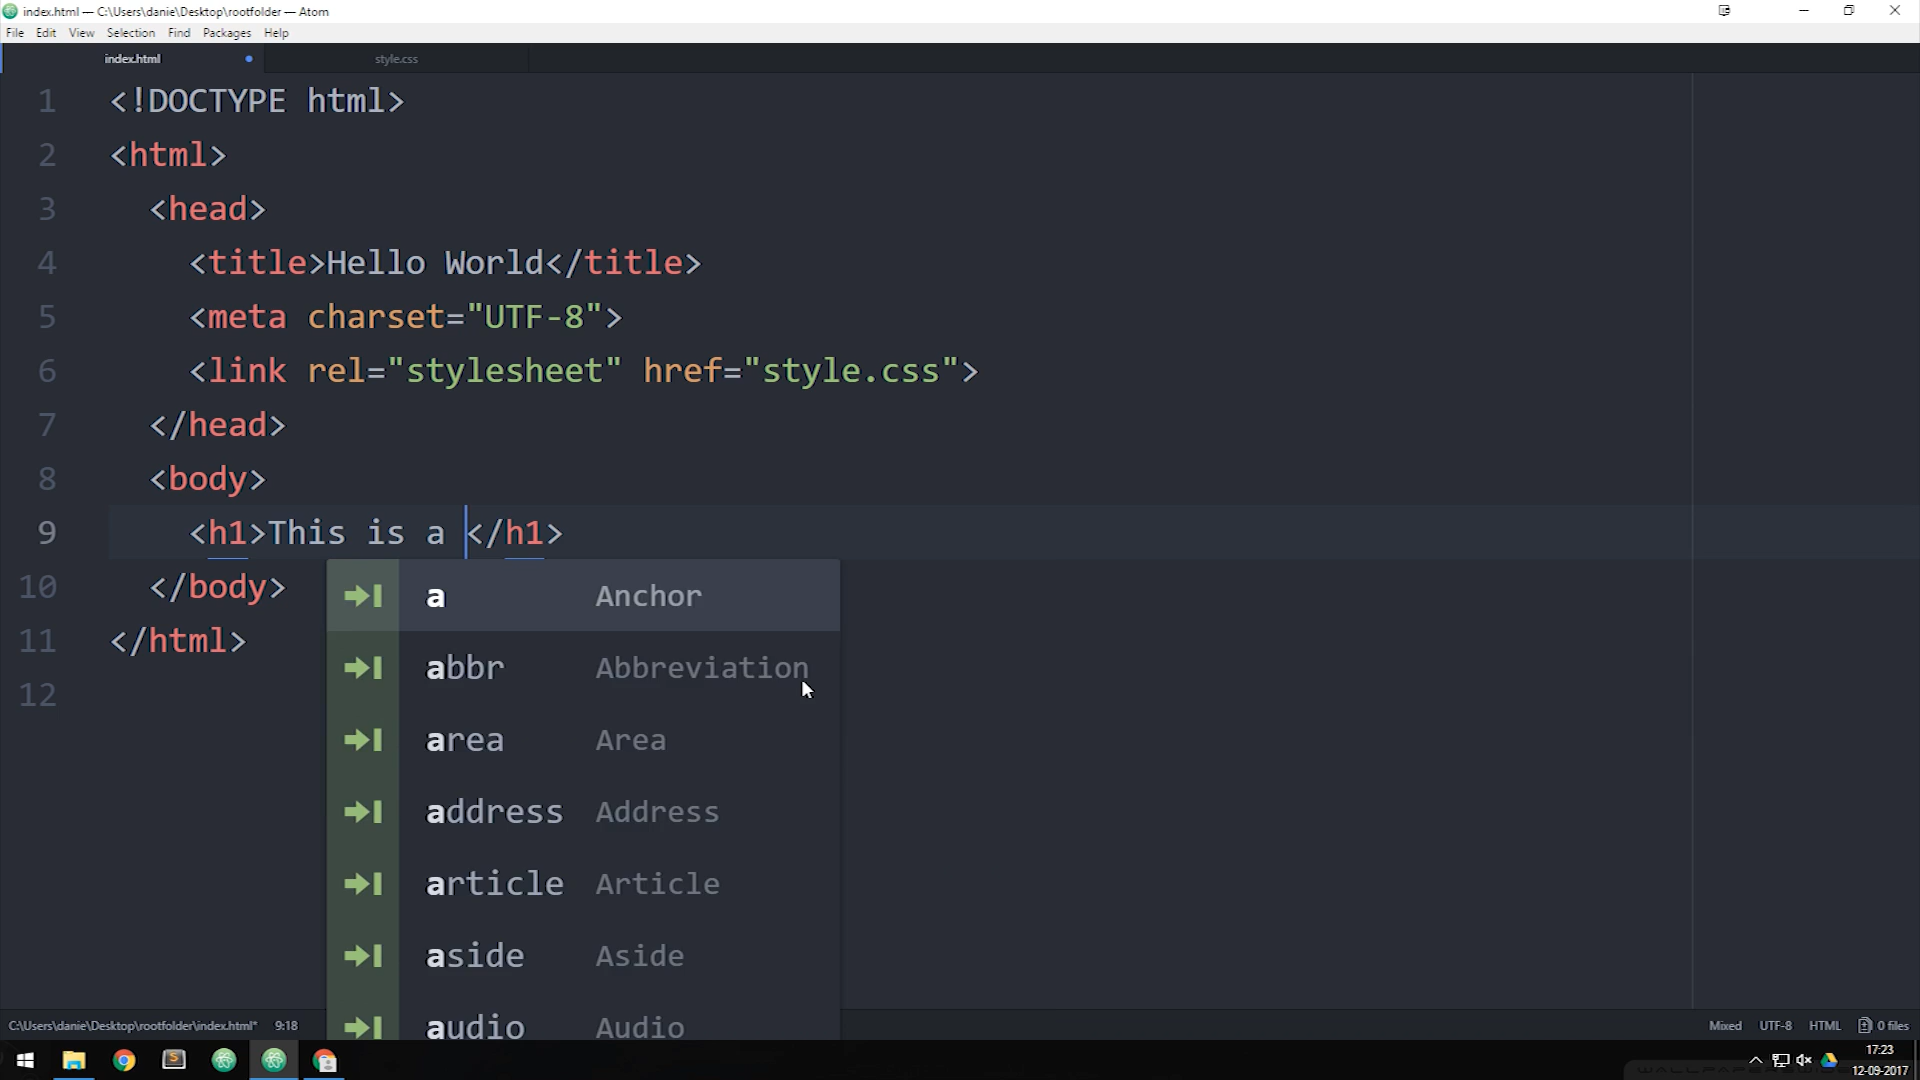 index.html — C:\Users\danie\Desktop\rootfolder — Atom
File Edit View Selection Find Packages Help
index.html style.css
1 <!DOCTYPE html>
2 <html>
3 <head>
4 <title>Hello World</title>
5 <meta charset="UTF-8">
6 <link rel="stylesheet" href="style.css">
7 </head>
8 <body>
9 <h1>This is a </h1>
10 </body>
11 </html>
12
a Anchor
abbr Abbreviation
area Area
address Address
article Article
aside Aside
audio Audio
C:\Users\danie\Desktop\rootfolder\index.html* 9:18 Mixed UTF-8 HTML 0 files
17:23
12-09-2017